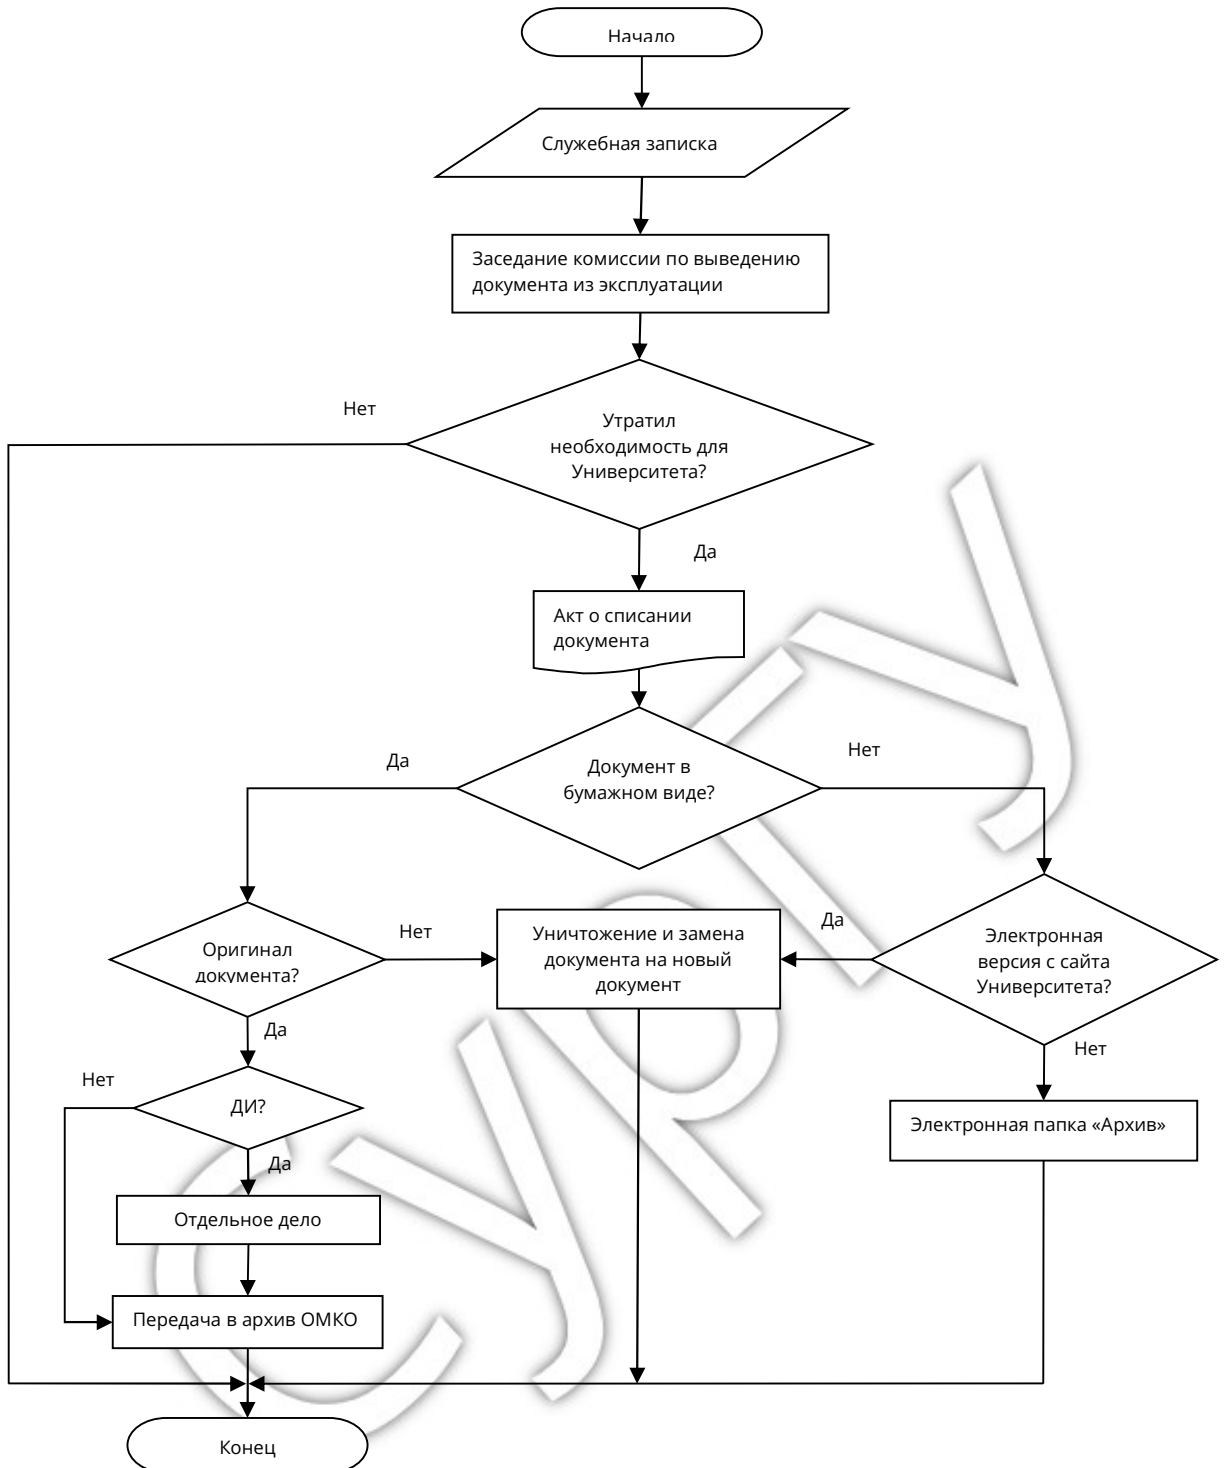 Начало
Служебная записка
Заседание комиссии по выведению
документа из эксплуатации
Нет
Утратил
необходимость для
Университета?
Да
Акт о списании
документа
Да
Документ в
бумажном виде?
Нет
Оригинал
документа?
Нет
Уничтожение и замена
документа на новый
документ
Да
Электронная
версия с сайта
Университета?
Да
Нет
Нет
ДИ?
Электронная папка «Архив»
Да
Отдельное дело
Передача в архив ОМКО
Конец